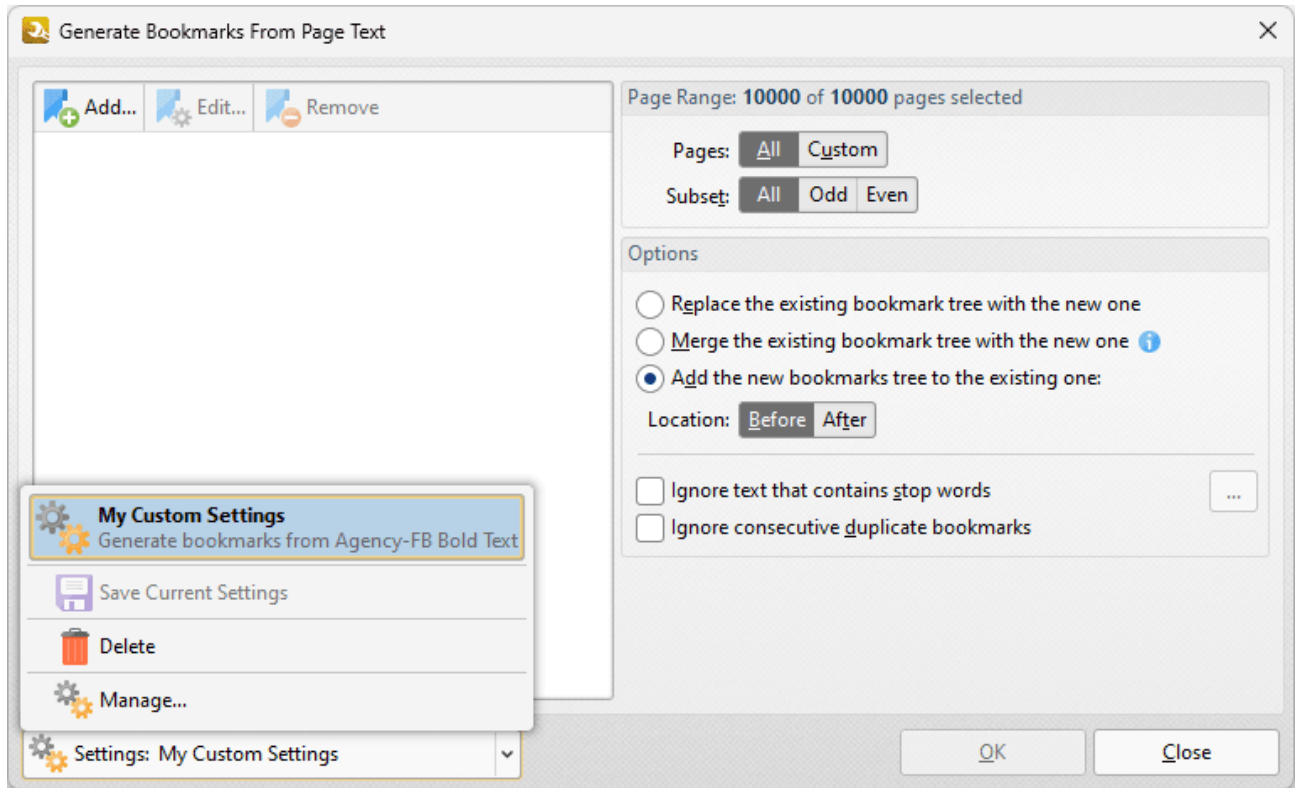 Generate Bookmarks From Page Text
Add...
Edit...
Remove
Page Range: 10000 of 10000 pages selected
Pages: All Custom
Subset: All Odd Even
Options
Replace the existing bookmark tree with the new one
Merge the existing bookmark tree with the new one
Add the new bookmarks tree to the existing one:
Location: Before After
Ignore text that contains stop words
...
Ignore consecutive duplicate bookmarks
My Custom Settings
Generate bookmarks from Agency-FB Bold Text
Save Current Settings
Delete
Manage...
Settings: My Custom Settings
OK
Close